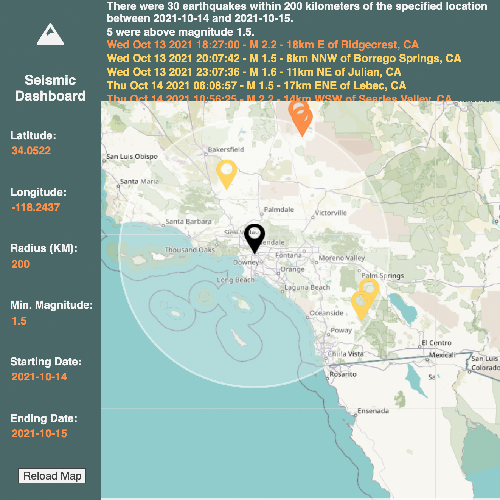 There were 30 earthquakes within 200 kilometers of the specified location
between 2021-10-14 and 2021-10-15.
5 were above magnitude 1.5.
Wed Oct 13 2021 18:27:00 - M 2.2 - 18km E of Ridgecrest, CA
Wed Oct 13 2021 20:07:42 - M 1.5 - 8km NNW of Borrego Springs, CA
Wed Oct 13 2021 23:07:36 - M 1.6 - 11km NE of Julian, CA
Thu Oct 14 2021 06:08:57 - M 1.5 - 17km ENE of Lebec, CA
Thu Oct 14 2021 10:56:25 - M 2.2 - 14km WSW of Searles Valley, CA
Seismic
Dashboard
Latitude:
34.0522
Longitude:
-118.2437
Radius (KM):
200
Min. Magnitude:
1.5
Starting Date:
2021-10-14
Ending Date:
2021-10-15
Reload Map
Bakersfield
San Luis Obispo
Santa Maria
Palmdale
Victorville
Santa Barbara
Thousand Oaks
Downey
Fontana
Moreno Valley
Orange
Palm Springs
Long Beach
Laguna Beach
Oceanside
Poway
El Centro
Chula Vista
Mexicali
San Luis
Colorado
Rosarito
Ensenada